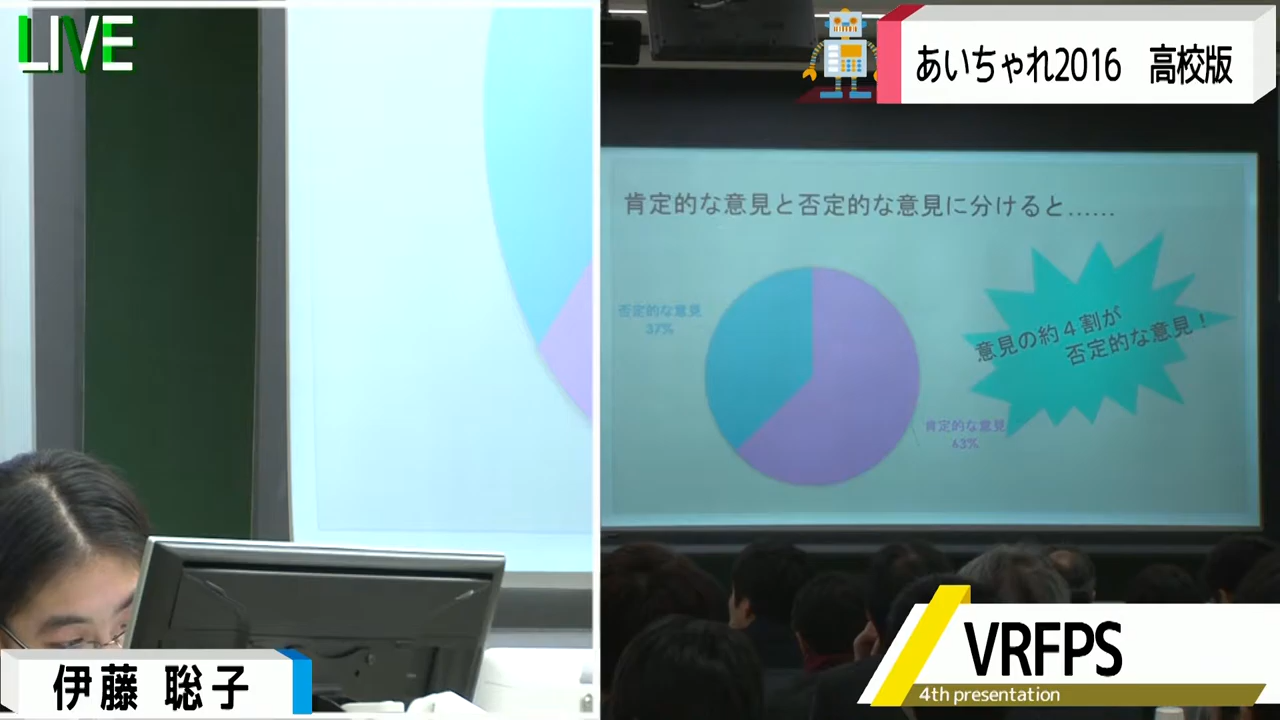 LIVE
あいちゃれ2016　高校版
肯定的な意見と否定的な意見に分けると……
否定的な意見
37%
意見の約４割が
否定的な意見！
肯定的な意見
63%
伊藤 聡子
VRFPS
4th presentation